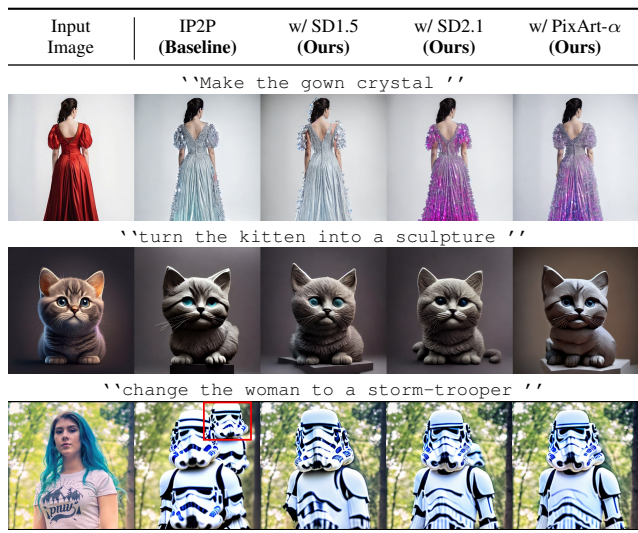 Input Image
IP2P (Baseline)
w/ SD1.5 (Ours)
w/ SD2.1 (Ours)
w/ PixArt-α (Ours)
‘‘Make the gown crystal ’’
‘‘turn the kitten into a sculpture ’’
‘‘change the woman to a storm-trooper ’’
pnw